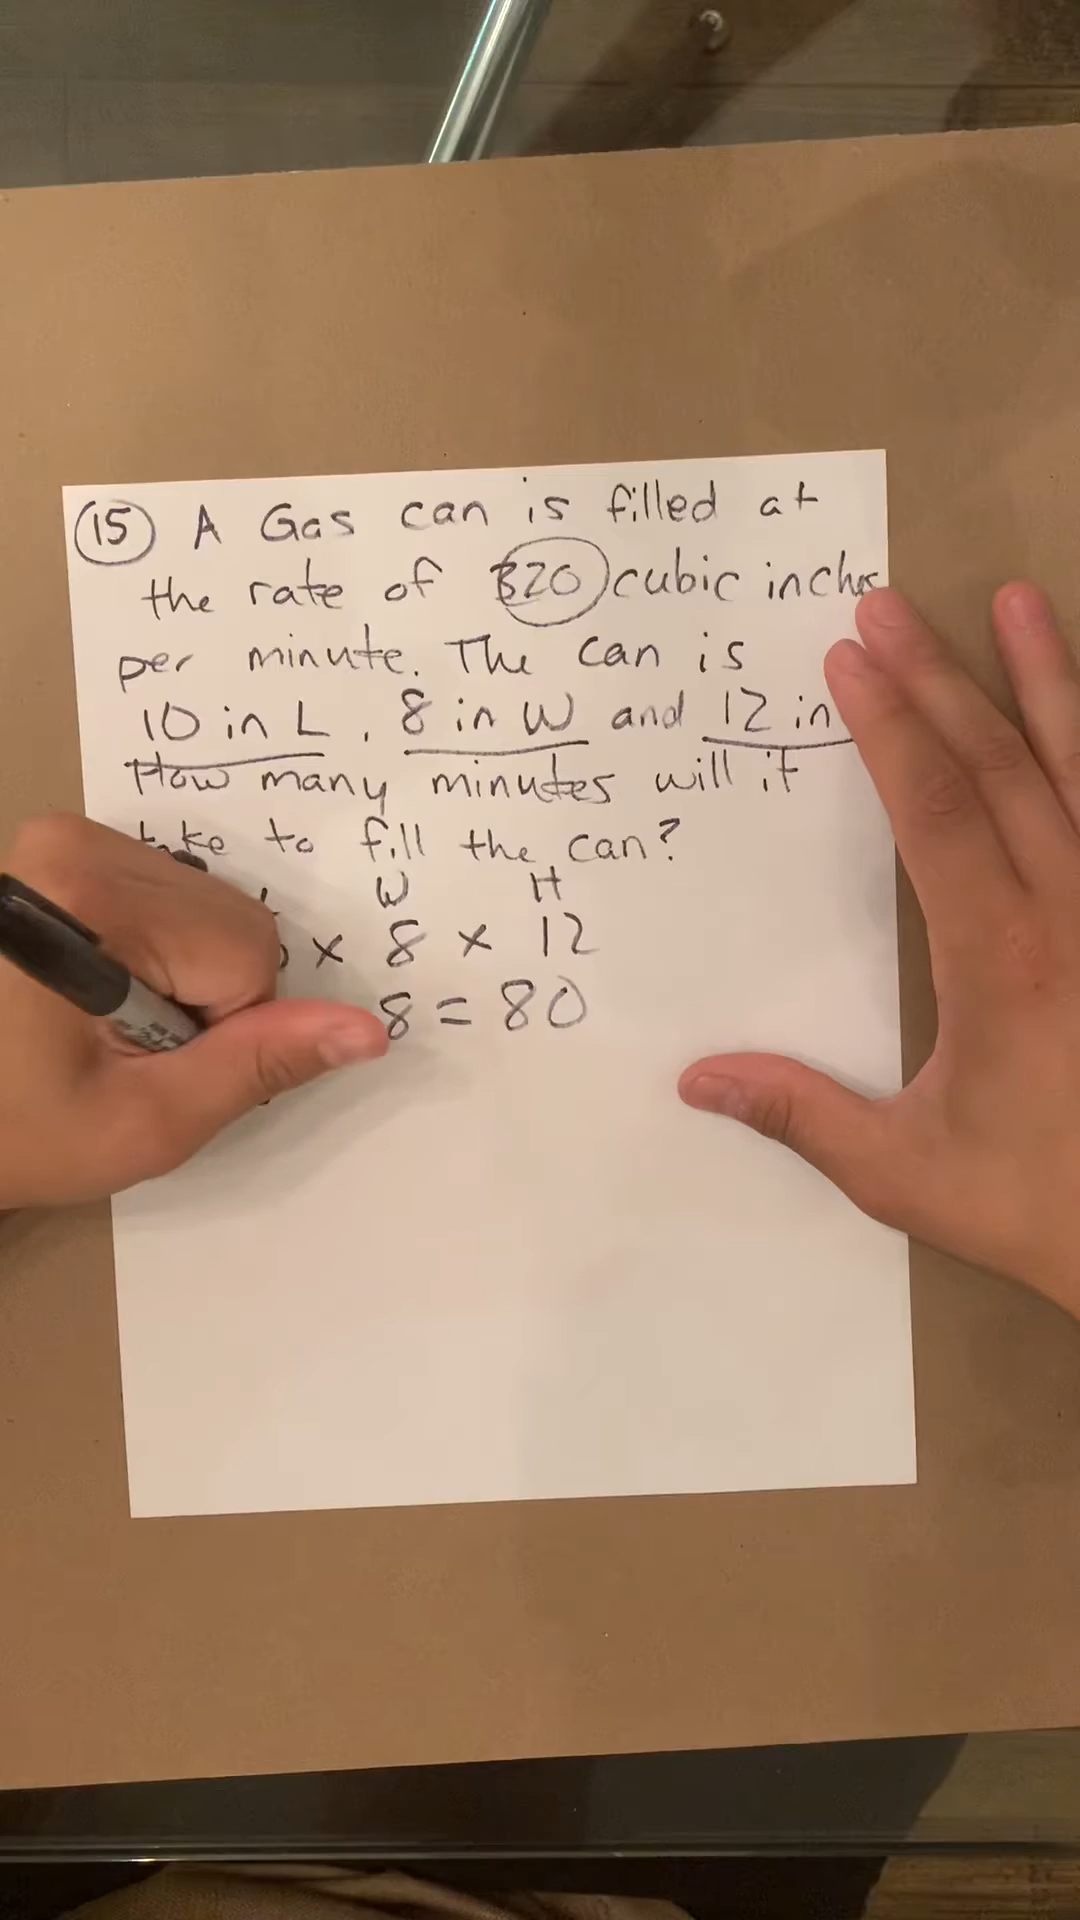 15 A Gas can is filled at
the rate of 320 cubic inches
per minute. The can is
10 in L, 8 in W and 12 in
How many minutes will it
take to fill the can?
W H
x 8 x 12
8 = 80